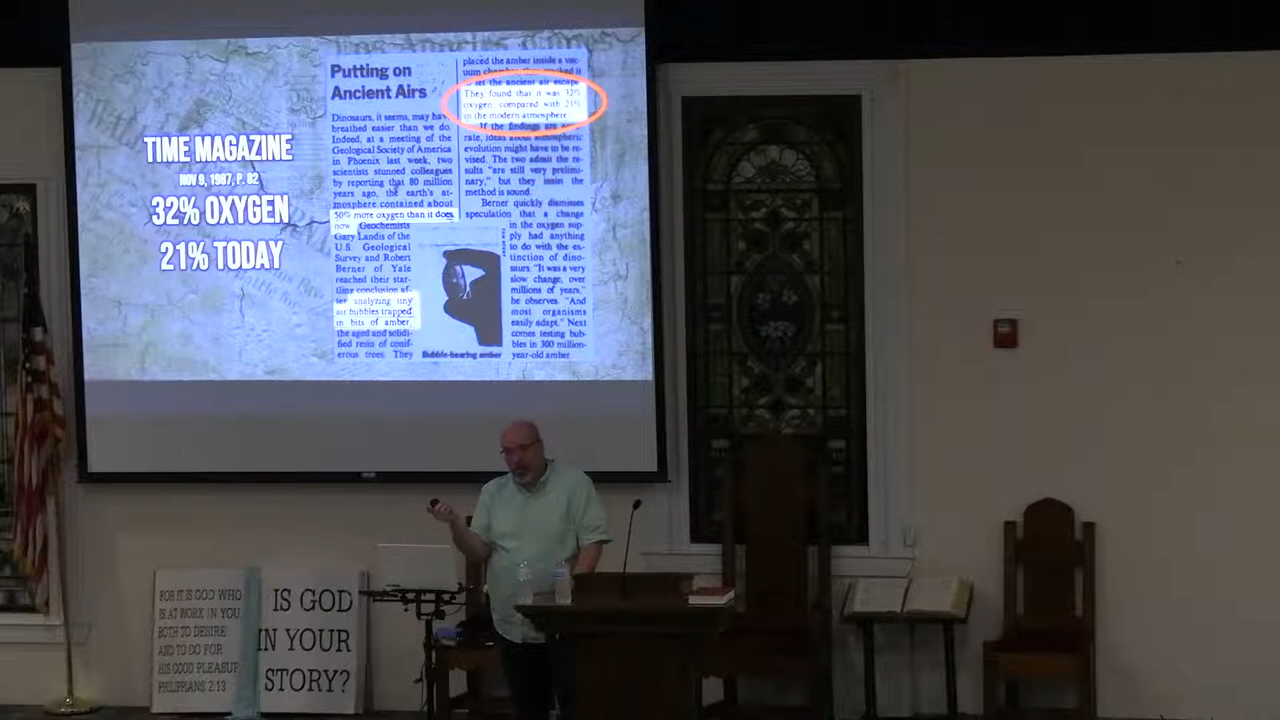 TIME MAGAZINE
NOV 9, 1987, P. 82
32% OXYGEN
21% TODAY
Putting on
Ancient Airs
Dinosaurs, it seems, may have
breathed easier than we do.
Indeed, at a meeting of the
Geological Society of America
in Phoenix last week, two
scientists stunned colleagues
by reporting that 80 million
years ago, the earth's at-
mosphere contained about
50% more oxygen than it does
now. Geochemists
Gary Landis of the
U.S. Geological
Survey and Robert
Berner of Yale
reached their star-
tling conclusion af-
ter analyzing tiny
air bubbles trapped
in bits of amber,
the aged and solidi-
fied resin of conif-
erous trees. They
Bubble-bearing amber
placed the amber inside a vac-
uum chamber, they cracked it
to let the ancient air escape.
They found that it was 32%
oxygen, compared with 21%
in the modern atmosphere.
If the findings are accu-
rate, ideas about atmospheric
evolution might have to be re-
vised. The two admit the re-
sults "are still very prelimi-
nary," but they insist the
method is sound.
Berner quickly dismisses
speculation that a change
in the oxygen sup-
ply had anything
to do with the ex-
tinction of dino-
saurs. "It was a very
slow change, over
millions of years,"
he observes. "And
most organisms
easily adapt." Next
comes testing bub-
bles in 300 million-
year-old amber
FOR IT IS GOD WHO
IS AT WORK IN YOU
BOTH TO DESIRE
AND TO DO FOR
HIS GOOD PLEASUR
PHILIPPIANS 2:13
IS GOD
IN YOUR
STORY?